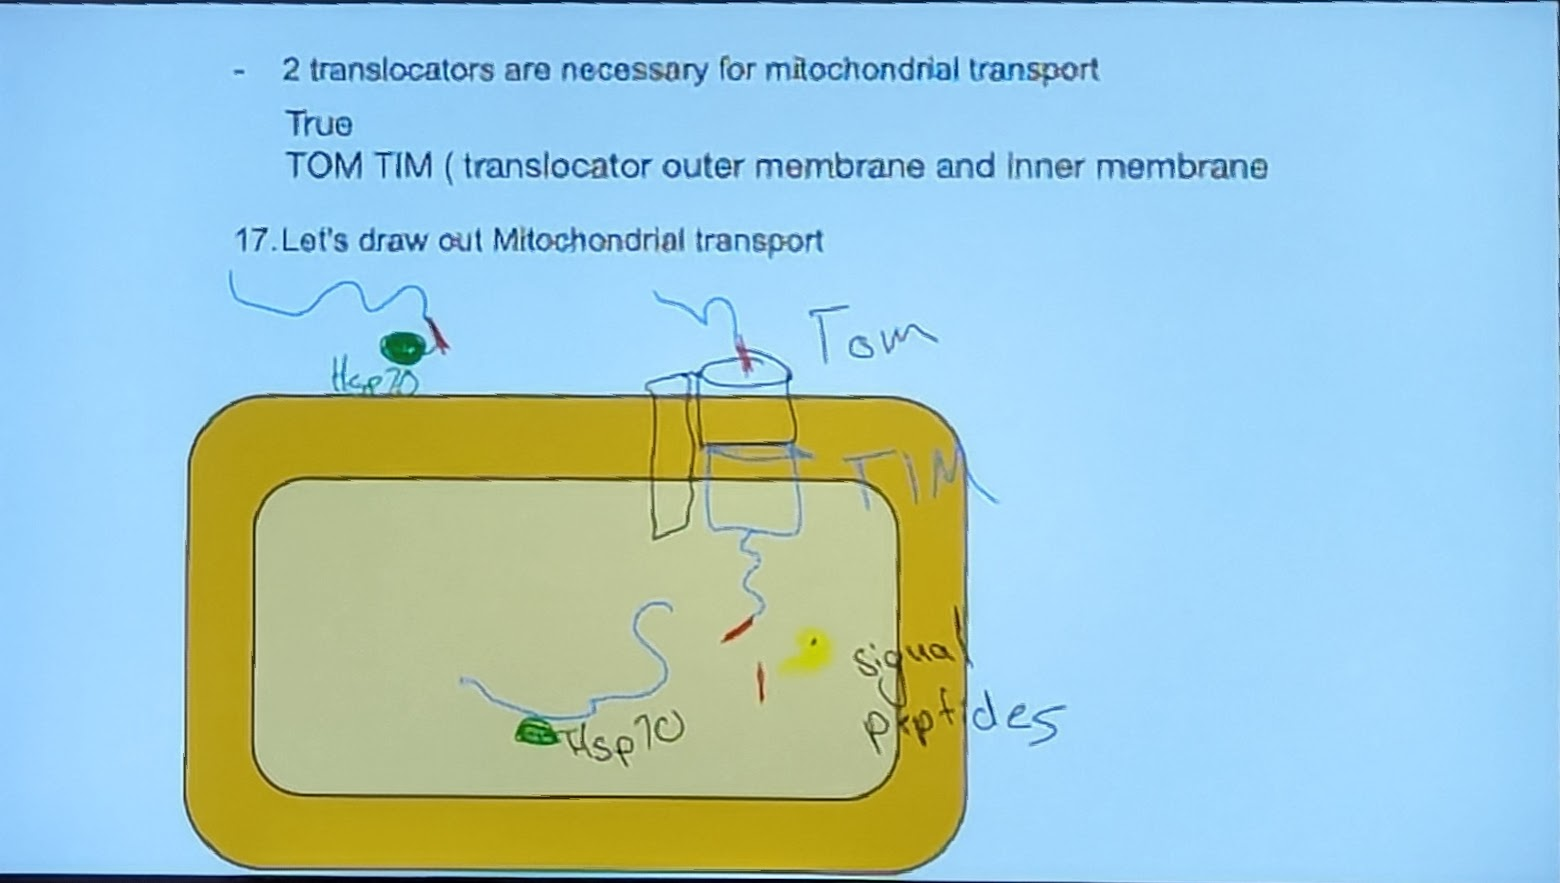 - 2 translocators are necessary for mitochondrial transport
True
TOM TIM ( translocator outer membrane and inner membrane
17. Let's draw out Mitochondrial transport
Tom
Hsp70
TIM
signal
peptides
Hsp70